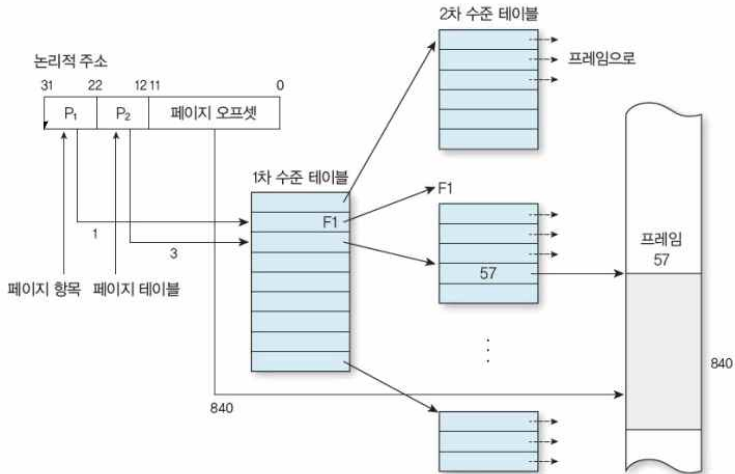 2차 수준 테이블
프레임으로
논리적 주소
31 22 12 11 0
P₁ P₂ 페이지 오프셋
1차 수준 테이블
F1
F1
1
3
57
프레임
57
페이지 항목 페이지 테이블
⋮
840
840